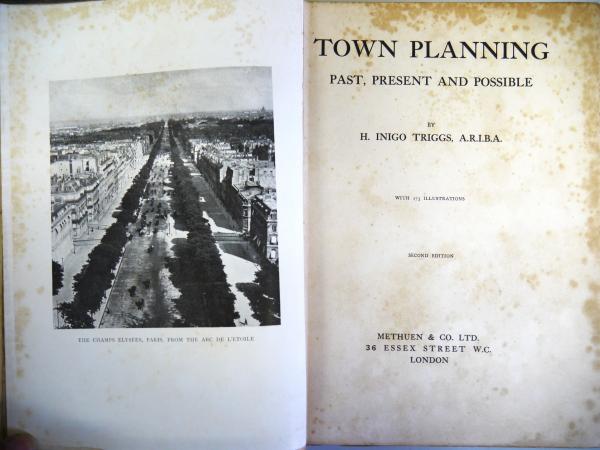 THE CHAMPS ELYSÉES, PARIS, FROM THE ARC DE L'ETOILE
TOWN PLANNING
PAST, PRESENT AND POSSIBLE
BY
H. INIGO TRIGGS, A.R.I.B.A.
WITH 173 ILLUSTRATIONS
SECOND EDITION
METHUEN & CO. LTD.
36 ESSEX STREET W.C.
LONDON